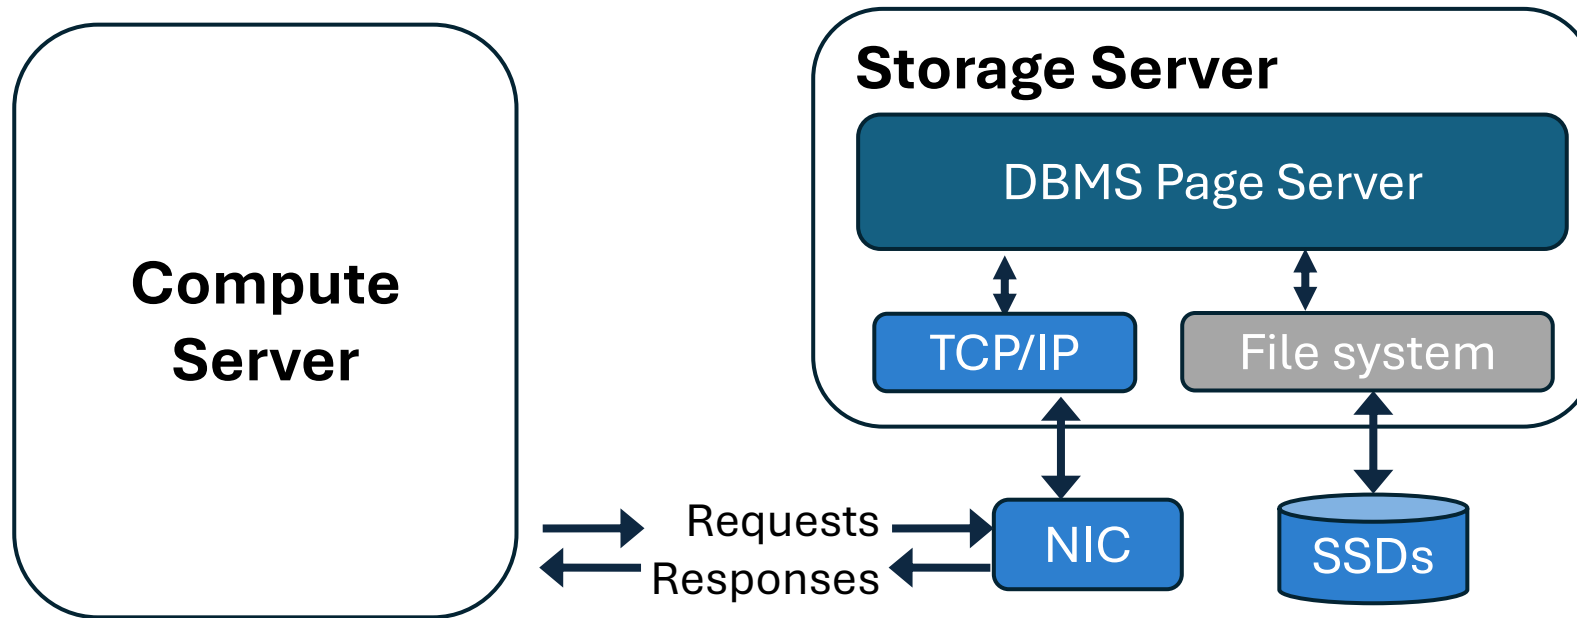 Storage Server
DBMS Page Server
Compute
Server
TCP/IP
File system
Requests
Responses
NIC
SSDs